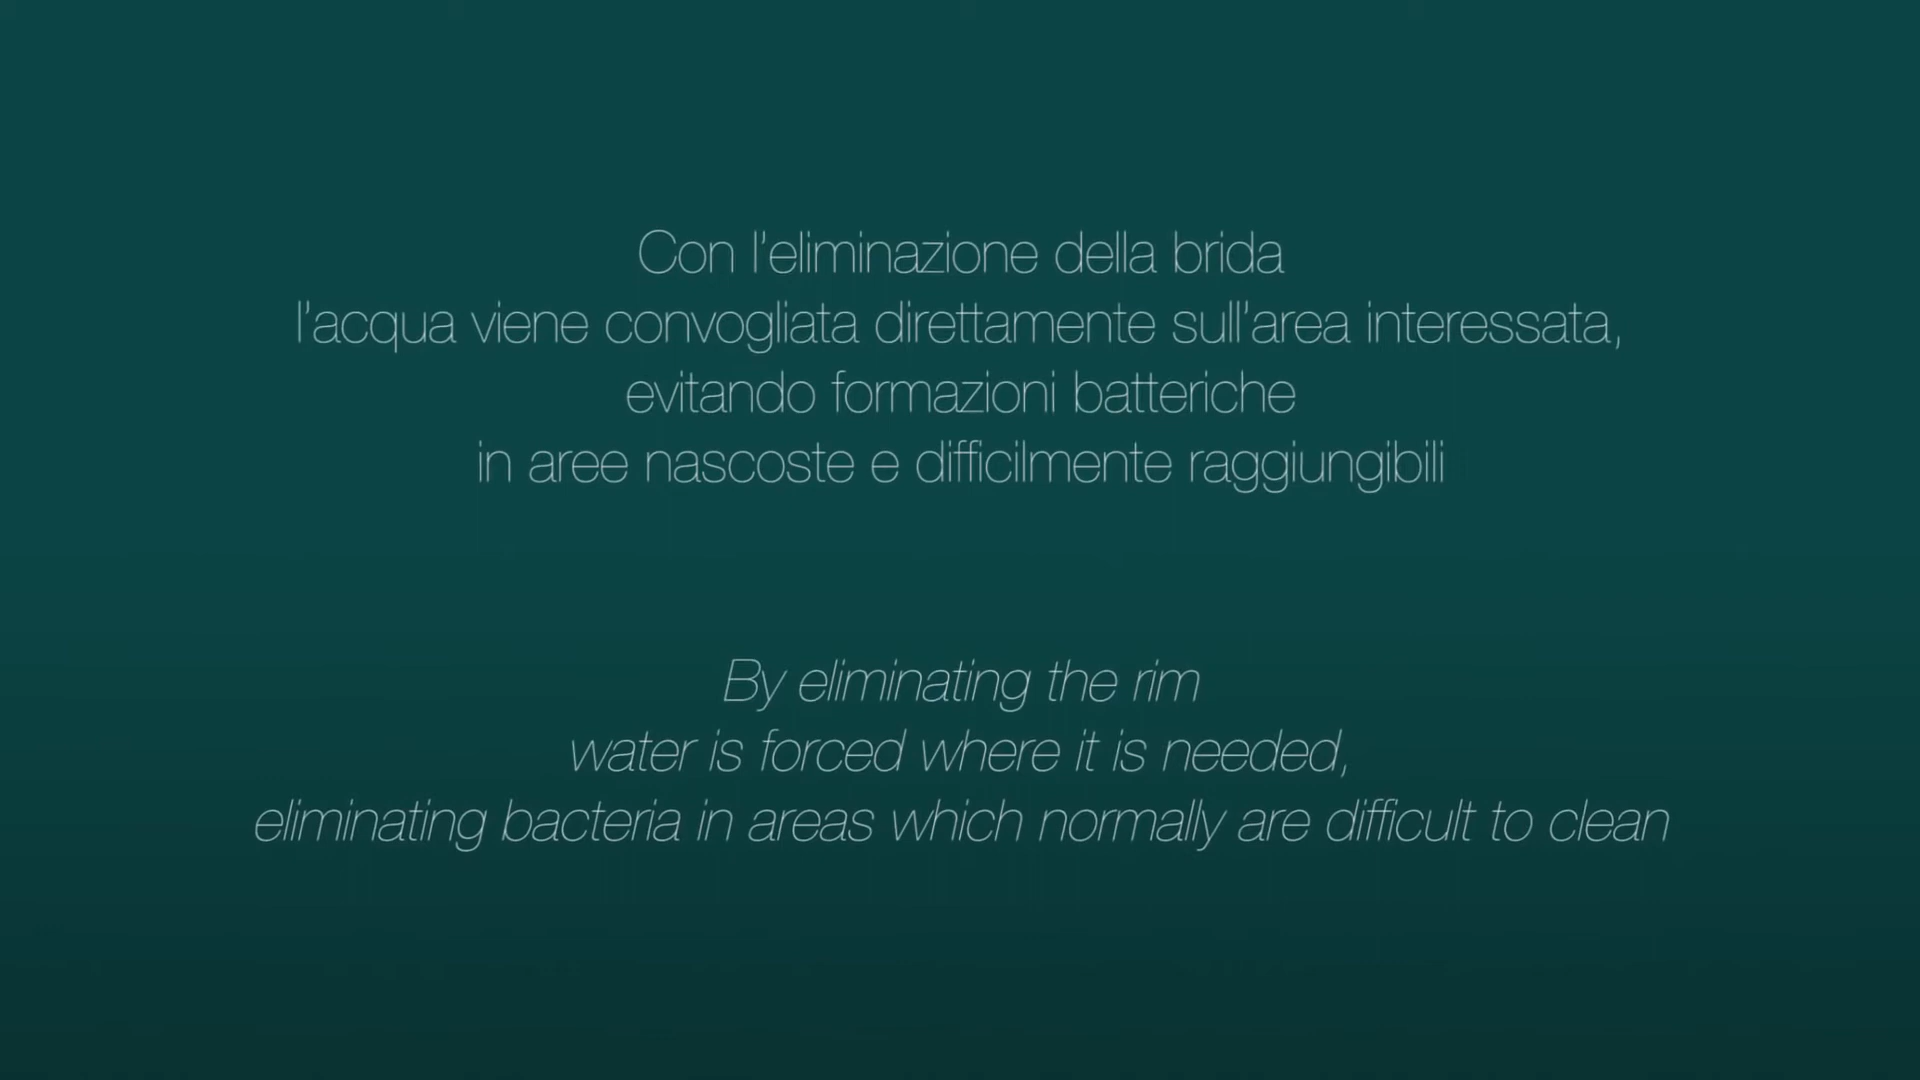 Con l'eliminazione della brida
l'acqua viene convogliata direttamente sull'area interessata,
evitando formazioni batteriche
in aree nascoste e difficilmente raggiungibili
By eliminating the rim
water is forced where it is needed,
eliminating bacteria in areas which normally are difficult to clean